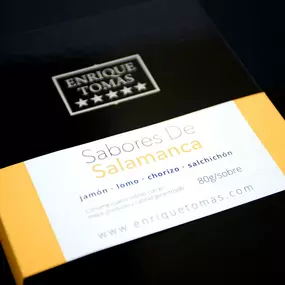 ENRIQUE
TOMÁS
★★★★★
Sabores De
Salamanca
jamón · lomo · chorizo · salchichón
80g/sobre
www.enriquetomas.com